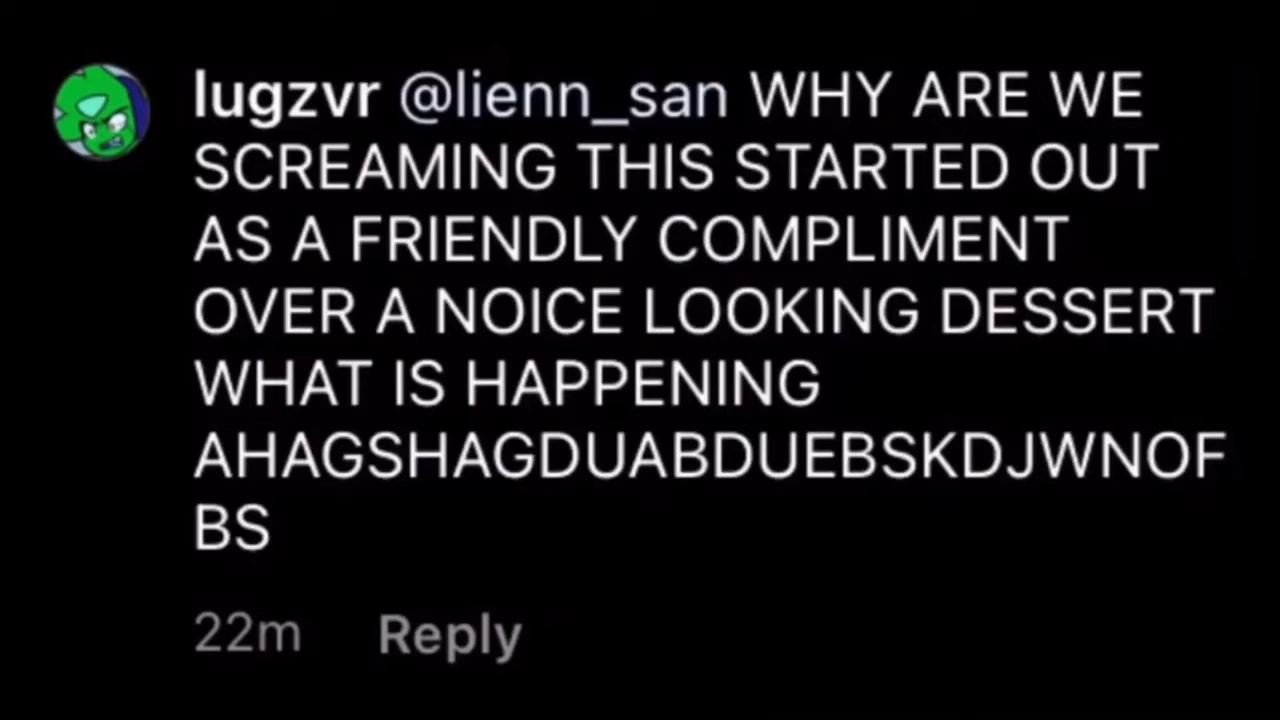 lugzvr @lienn_san WHY ARE WE
SCREAMING THIS STARTED OUT
AS A FRIENDLY COMPLIMENT
OVER A NOICE LOOKING DESSERT
WHAT IS HAPPENING
AHAGSHAGDUABDUEBSKDJWNOF
BS
22m Reply